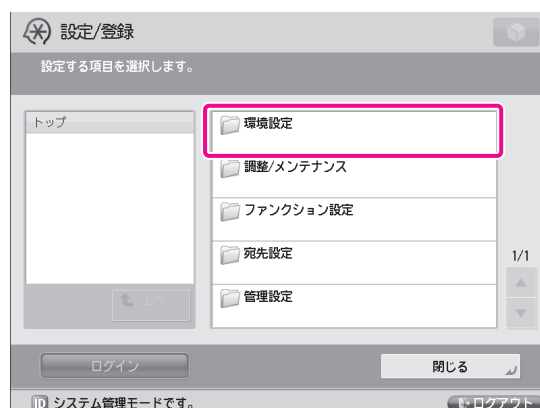 設定/登録
設定する項目を選択します。
トップ
環境設定
調整/メンテナンス
ファンクション設定
宛先設定
管理設定
1/1
上へ
ログイン
閉じる
ID システム管理モードです。
ログアウト